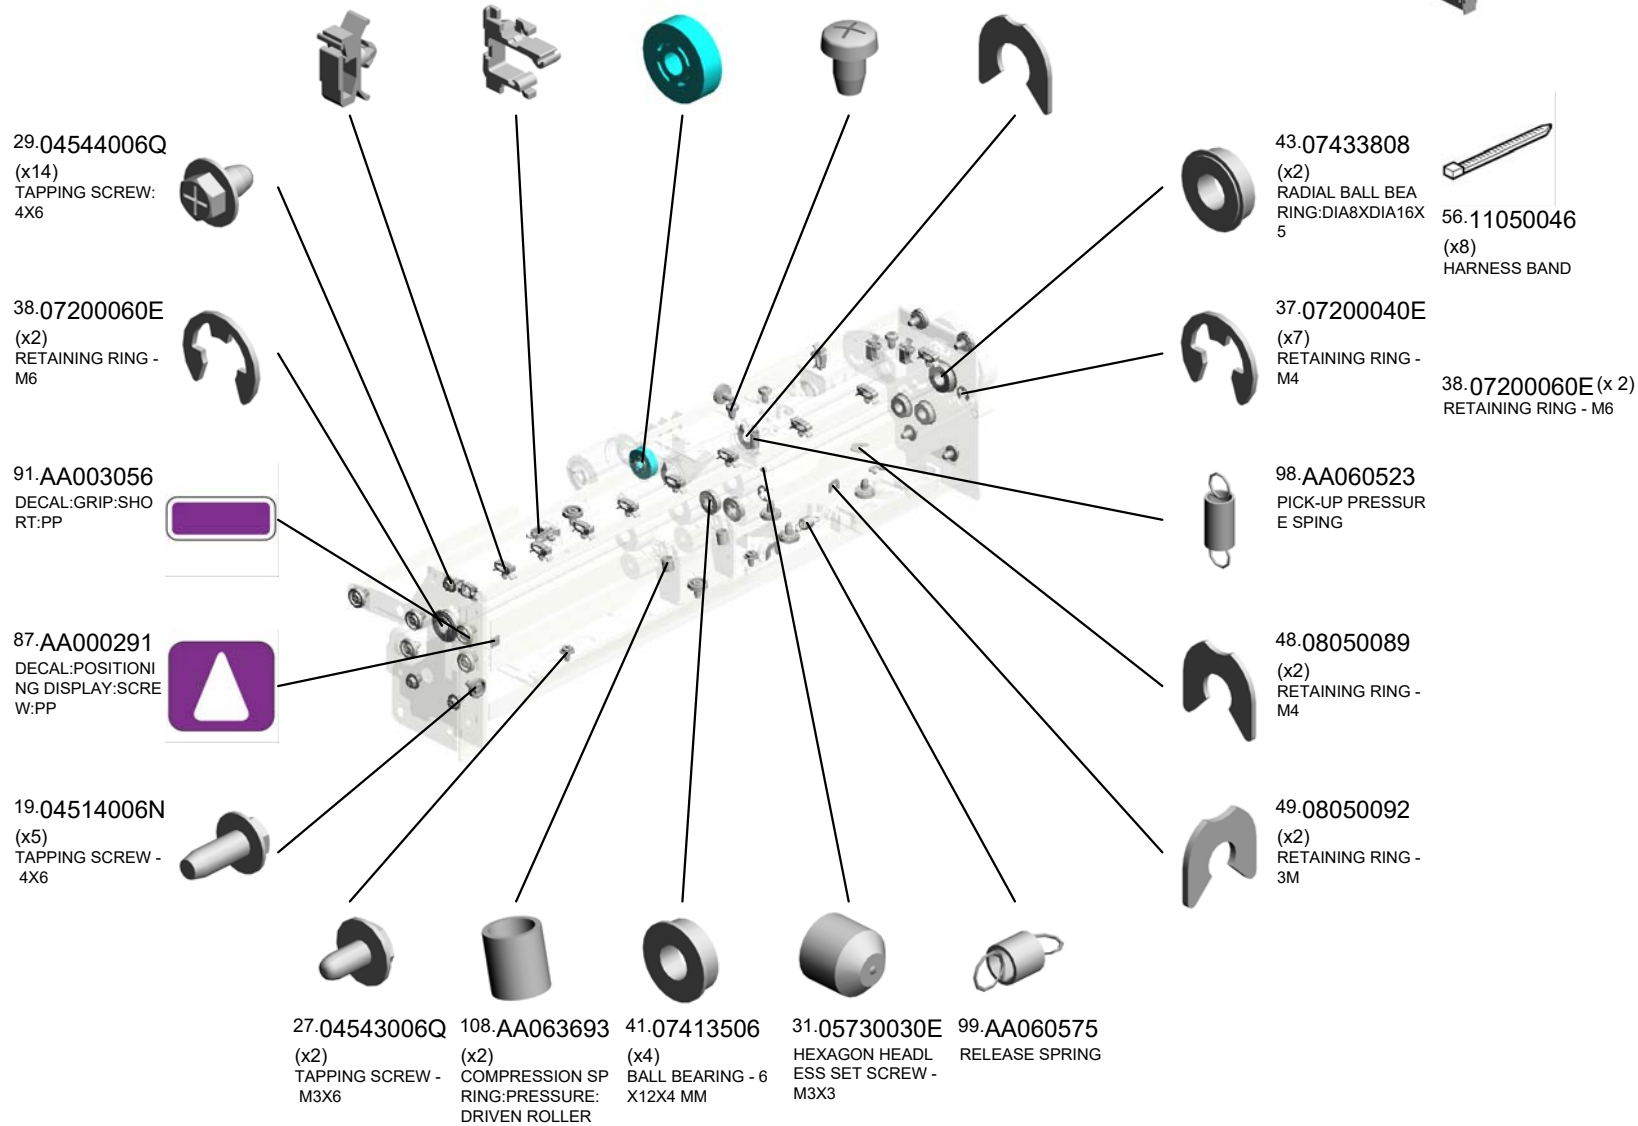 29.04544006Q
(x14)
TAPPING SCREW:
4X6
38.07200060E
(x2)
RETAINING RING -
M6
91.AA003056
DECAL:GRIP:SHO
RT:PP
87.AA000291
DECAL:POSITIONI
NG DISPLAY:SCRE
W:PP
19.04514006N
(x5)
TAPPING SCREW -
4X6
27.04543006Q
(x2)
TAPPING SCREW -
M3X6
108.AA063693
(x2)
COMPRESSION SP
RING:PRESSURE:
DRIVEN ROLLER
41.07413506
(x4)
BALL BEARING - 6
X12X4 MM
31.05730030E
HEXAGON HEADL
ESS SET SCREW -
M3X3
99.AA060575
RELEASE SPRING
43.07433808
(x2)
RADIAL BALL BEA
RING:DIA8XDIA16X
5
37.07200040E
(x7)
RETAINING RING -
M4
98.AA060523
PICK-UP PRESSUR
E SPING
48.08050089
(x2)
RETAINING RING -
M4
49.08050092
(x2)
RETAINING RING -
3M
56.11050046
(x8)
HARNESS BAND
38.07200060E (x 2)
RETAINING RING - M6